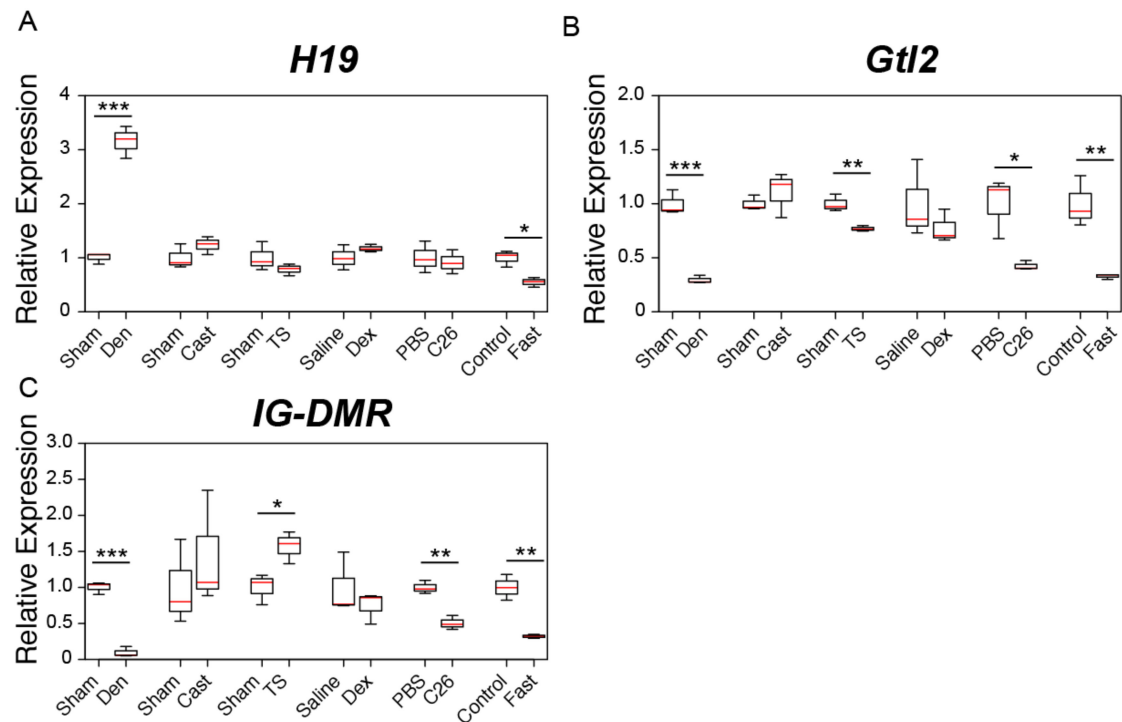 A
H19
Relative Expression
4
3
2
1
0
***
*
Sham Den Sham Cast Sham TS Saline Dex PBS C26 Control Fast
B
Gtl2
Relative Expression
2.0
1.5
1.0
0.5
0
***
**
*
**
Sham Den Sham Cast Sham TS Saline Dex PBS C26 Control Fast
C
IG-DMR
Relative Expression
3.0
2.5
2.0
1.5
1.0
0.5
0
***
*
**
**
Sham Den Sham Cast Sham TS Saline Dex PBS C26 Control Fast